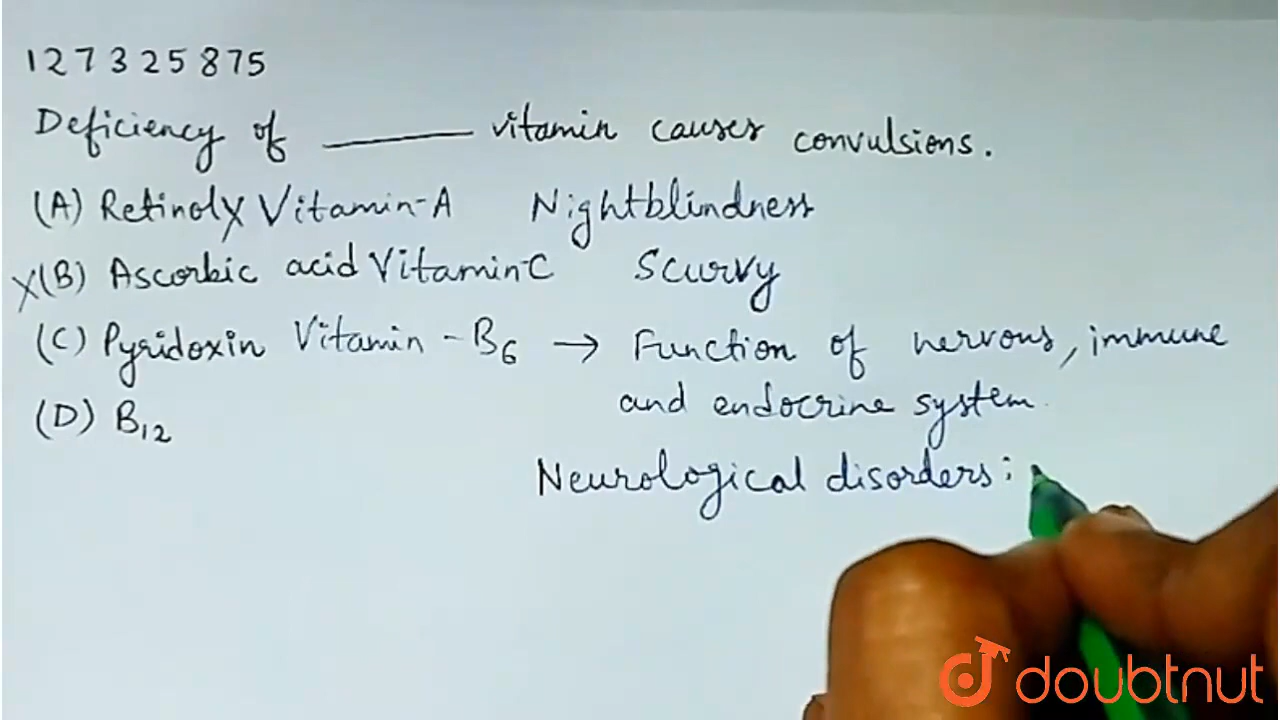 127325875
Deficiency of ______ vitamin causes convulsions.
(A) Retinol X Vitamin-A Nightblindness
X (B) Ascorbic acid Vitamin-C Scurvy
(C) Pyridoxin Vitamin - B6 → Function of nervous, immune
and endocrine system.
(D) B12
Neurological disorders:
doubtnut